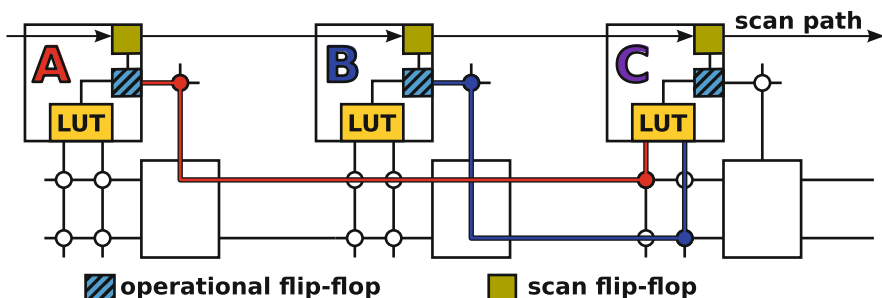 scan path
A
B
C
LUT
LUT
LUT
operational flip-flop
scan flip-flop